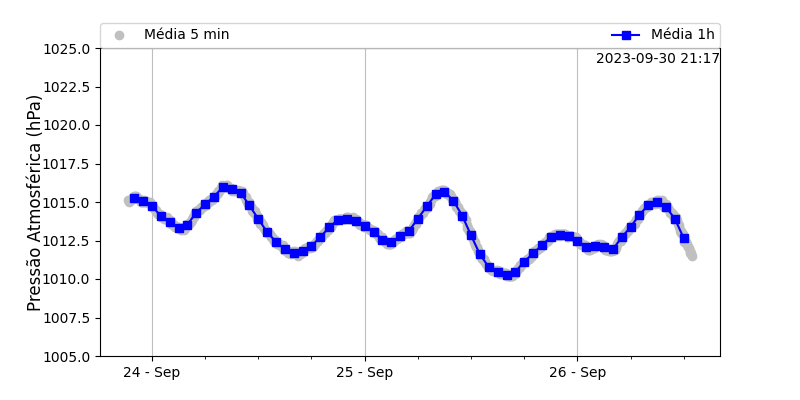 Média 5 min
Média 1h
2023-09-30 21:17
Pressão Atmosférica (hPa)
1025.0
1022.5
1020.0
1017.5
1015.0
1012.5
1010.0
1007.5
1005.0
24 - Sep
25 - Sep
26 - Sep